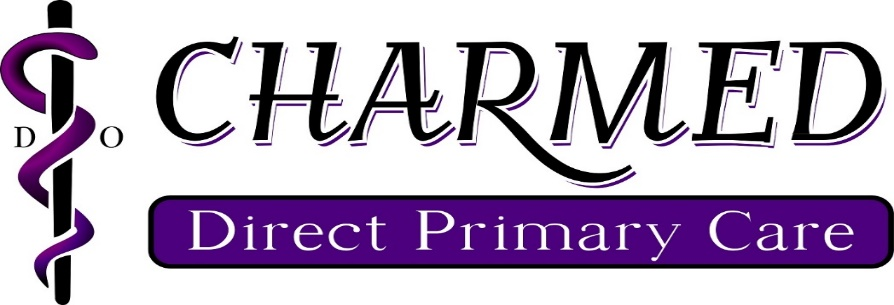 D O
CHARMED
Direct Primary Care